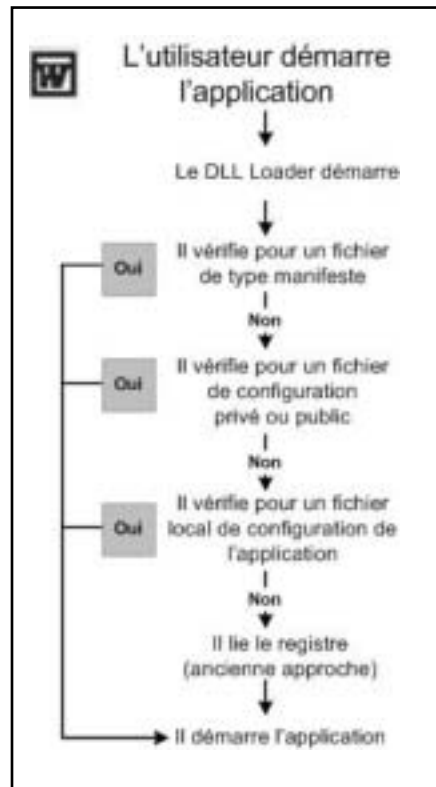 W
L'utilisateur démarre
l'application
Le DLL Loader démarre
Oui
Il vérifie pour un fichier
de type manifeste
Non
Oui
Il vérifie pour un fichier
de configuration
privé ou public
Non
Oui
Il vérifie pour un fichier
local de configuration de
l'application
Non
Il lie le registre
(ancienne approche)
Il démarre l'application